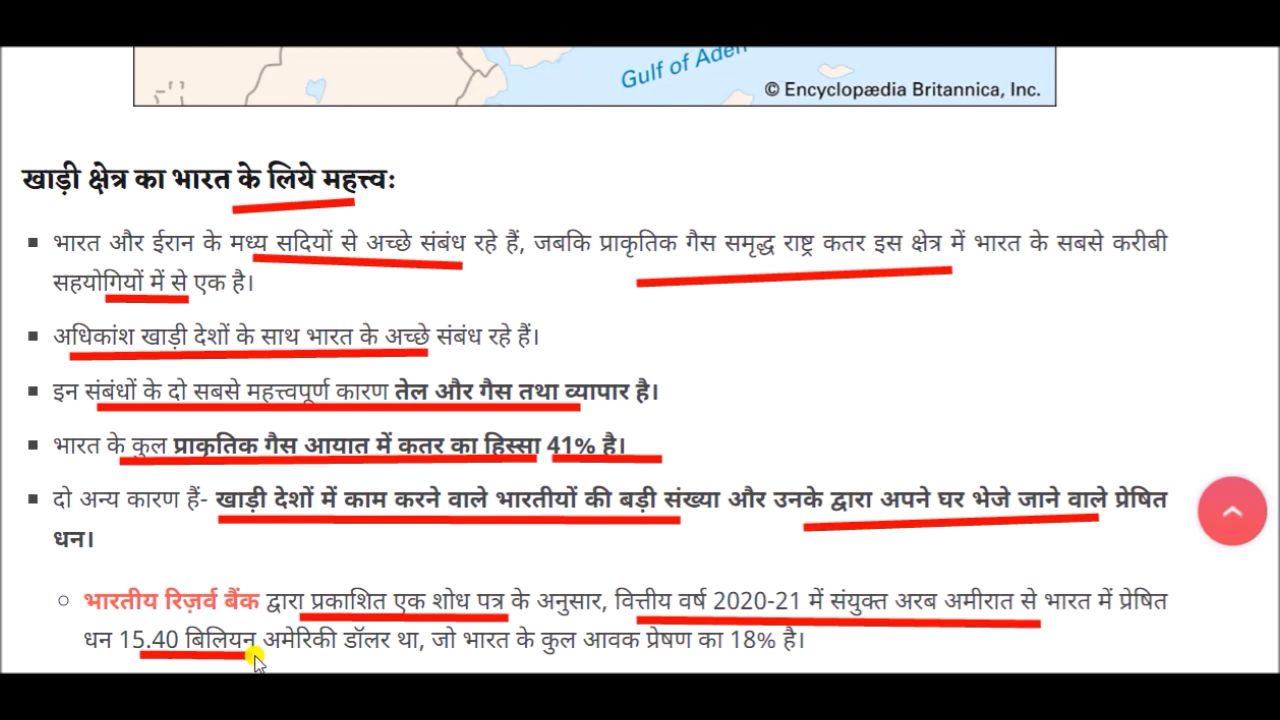 Gulf of Aden
© Encyclopædia Britannica, Inc.
खाड़ी क्षेत्र का भारत के लिये महत्त्व:
भारत और ईरान के मध्य सदियों से अच्छे संबंध रहे हैं, जबकि प्राकृतिक गैस समृद्ध राष्ट्र कतर इस क्षेत्र में भारत के सबसे करीबी
सहयोगियों में से एक है।
अधिकांश खाड़ी देशों के साथ भारत के अच्छे संबंध रहे हैं।
इन संबंधों के दो सबसे महत्त्वपूर्ण कारण तेल और गैस तथा व्यापार है।
भारत के कुल प्राकृतिक गैस आयात में कतर का हिस्सा 41% है।
दो अन्य कारण हैं- खाड़ी देशों में काम करने वाले भारतीयों की बड़ी संख्या और उनके द्वारा अपने घर भेजे जाने वाले प्रेषित
धन।
भारतीय रिज़र्व बैंक द्वारा प्रकाशित एक शोध पत्र के अनुसार, वित्तीय वर्ष 2020-21 में संयुक्त अरब अमीरात से भारत में प्रेषित
धन 15.40 बिलियन अमेरिकी डॉलर था, जो भारत के कुल आवक प्रेषण का 18% है।